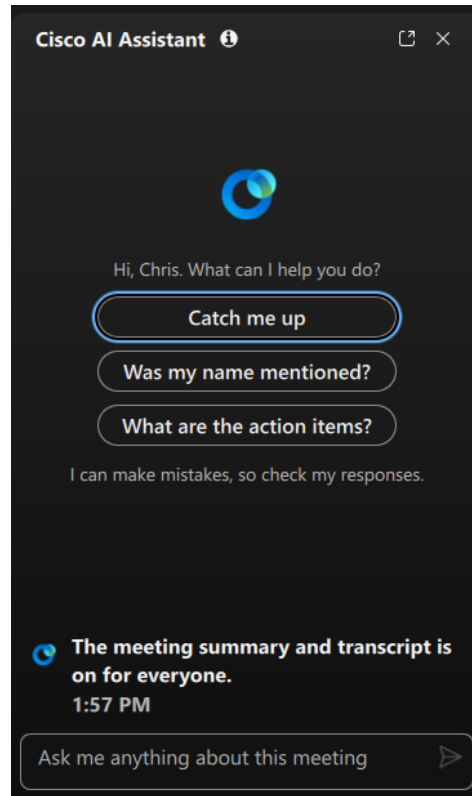 Cisco AI Assistant
Hi, Chris. What can I help you do?
Catch me up
Was my name mentioned?
What are the action items?
I can make mistakes, so check my responses.
The meeting summary and transcript is
on for everyone.
1:57 PM
Ask me anything about this meeting